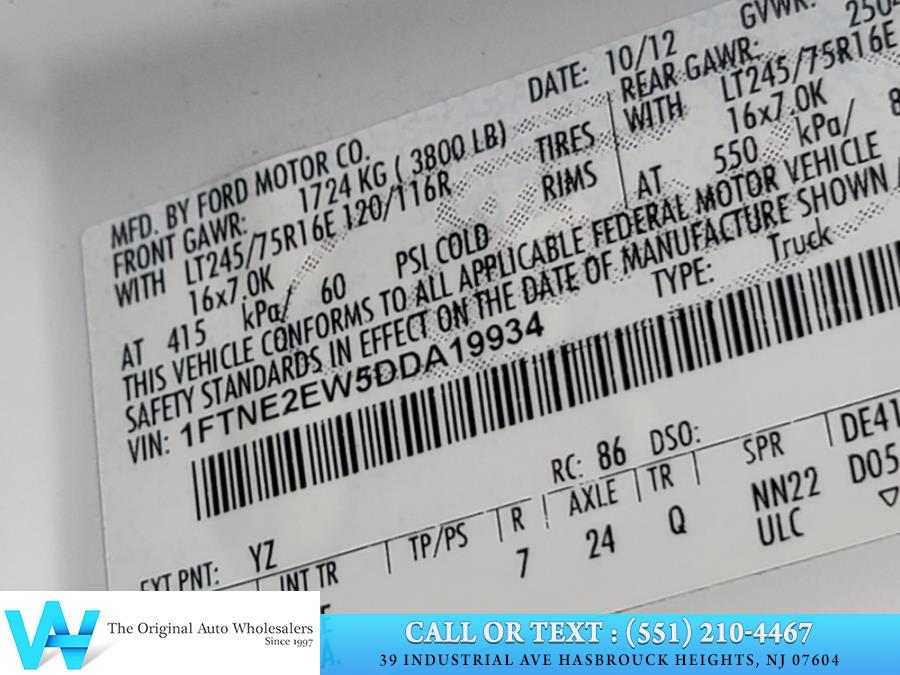 GVWR: 2504
DATE: 10/12
MFD. BY FORD MOTOR CO.
FRONT GAWR: 1724 KG ( 3800 LB)
REAR GAWR:
WITH LT245/75R16E 120/116R TIRES
WITH LT245/75R16E
16x7.0K RIMS
16x7.0K
AT 415 kPa/ 60 PSI COLD
AT 550 kPa/ 8
THIS VEHICLE CONFORMS TO ALL APPLICABLE FEDERAL MOTOR VEHICLE
SAFETY STANDARDS IN EFFECT ON THE DATE OF MANUFACTURE SHOWN
VIN: 1FTNE2EW5DDA19934
TYPE: Truck
RC: 86 DSO:
EXT PNT: YZ
INT TR TP/PS R AXLE TR SPR DE41
7 24 Q NN22 D05
ULC
The Original Auto Wholesalers
Since 1997
CALL OR TEXT : (551) 210-4467
39 INDUSTRIAL AVE HASBROUCK HEIGHTS, NJ 07604